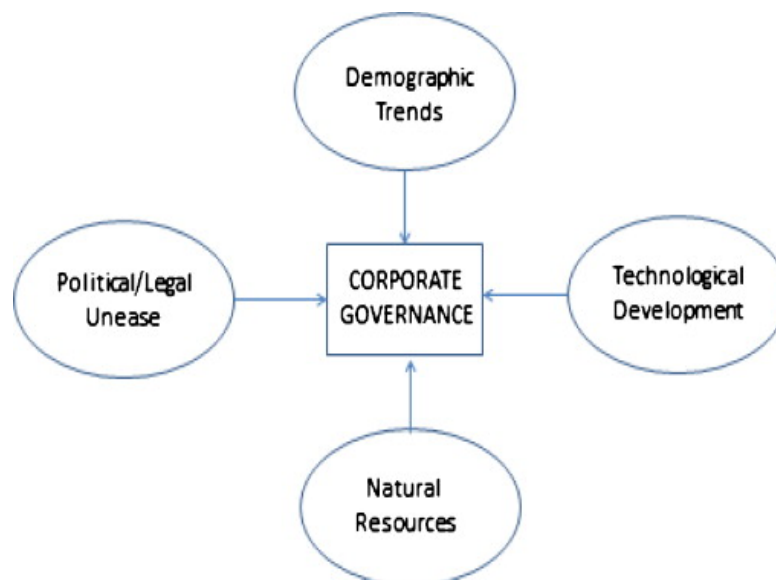 Demographic
Trends
Political/Legal
Unease
CORPORATE
GOVERNANCE
Technological
Development
Natural
Resources